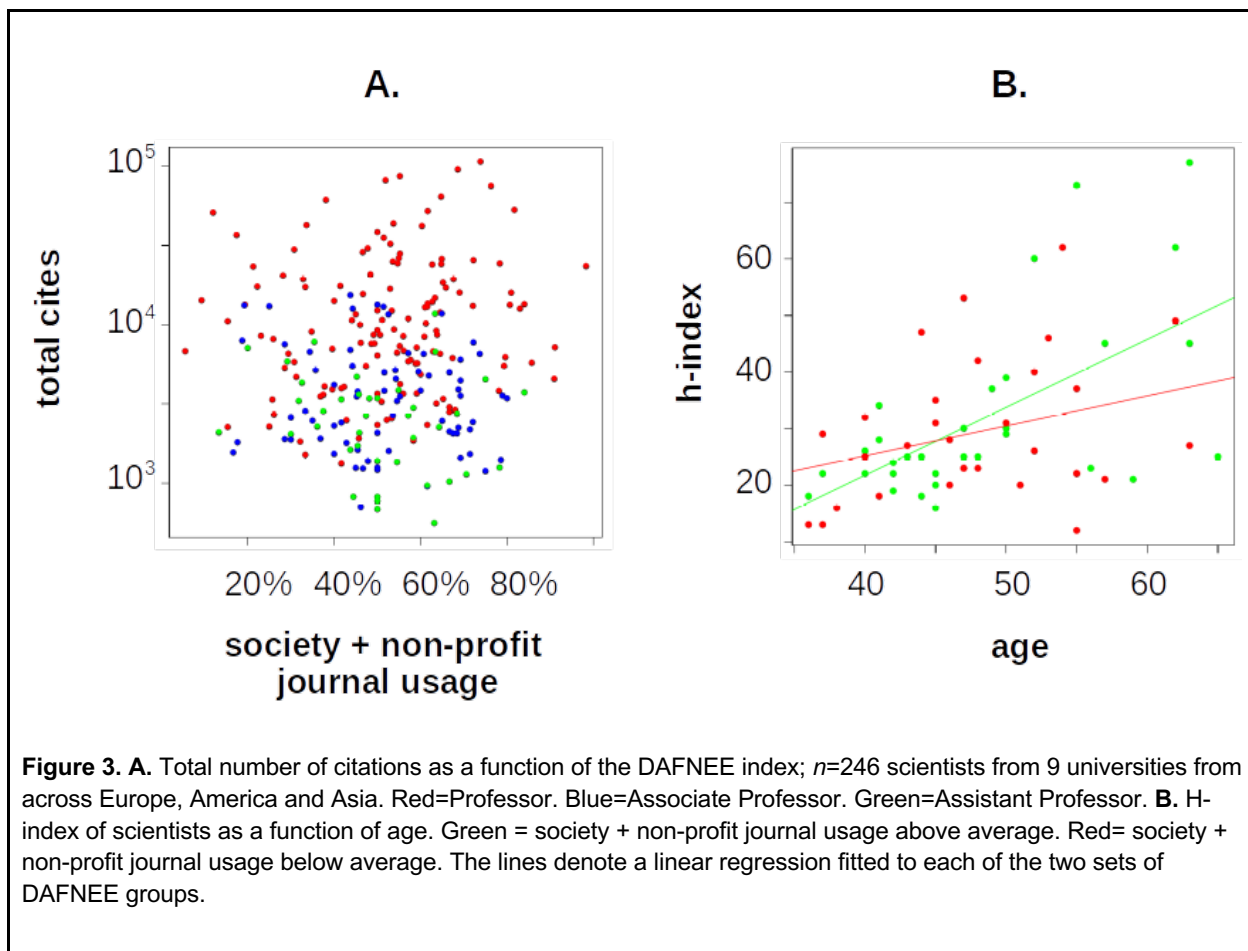 A.
10^5
10^4
10^3
total cites
20% 40% 60% 80%
society + non-profit
journal usage
B.
60
40
20
h-index
40 50 60
age
Figure 3. A. Total number of citations as a function of the DAFNEE index; n=246 scientists from 9 universities from
across Europe, America and Asia. Red=Professor. Blue=Associate Professor. Green=Assistant Professor. B. H-
index of scientists as a function of age. Green = society + non-profit journal usage above average. Red= society +
non-profit journal usage below average. The lines denote a linear regression fitted to each of the two sets of
DAFNEE groups.